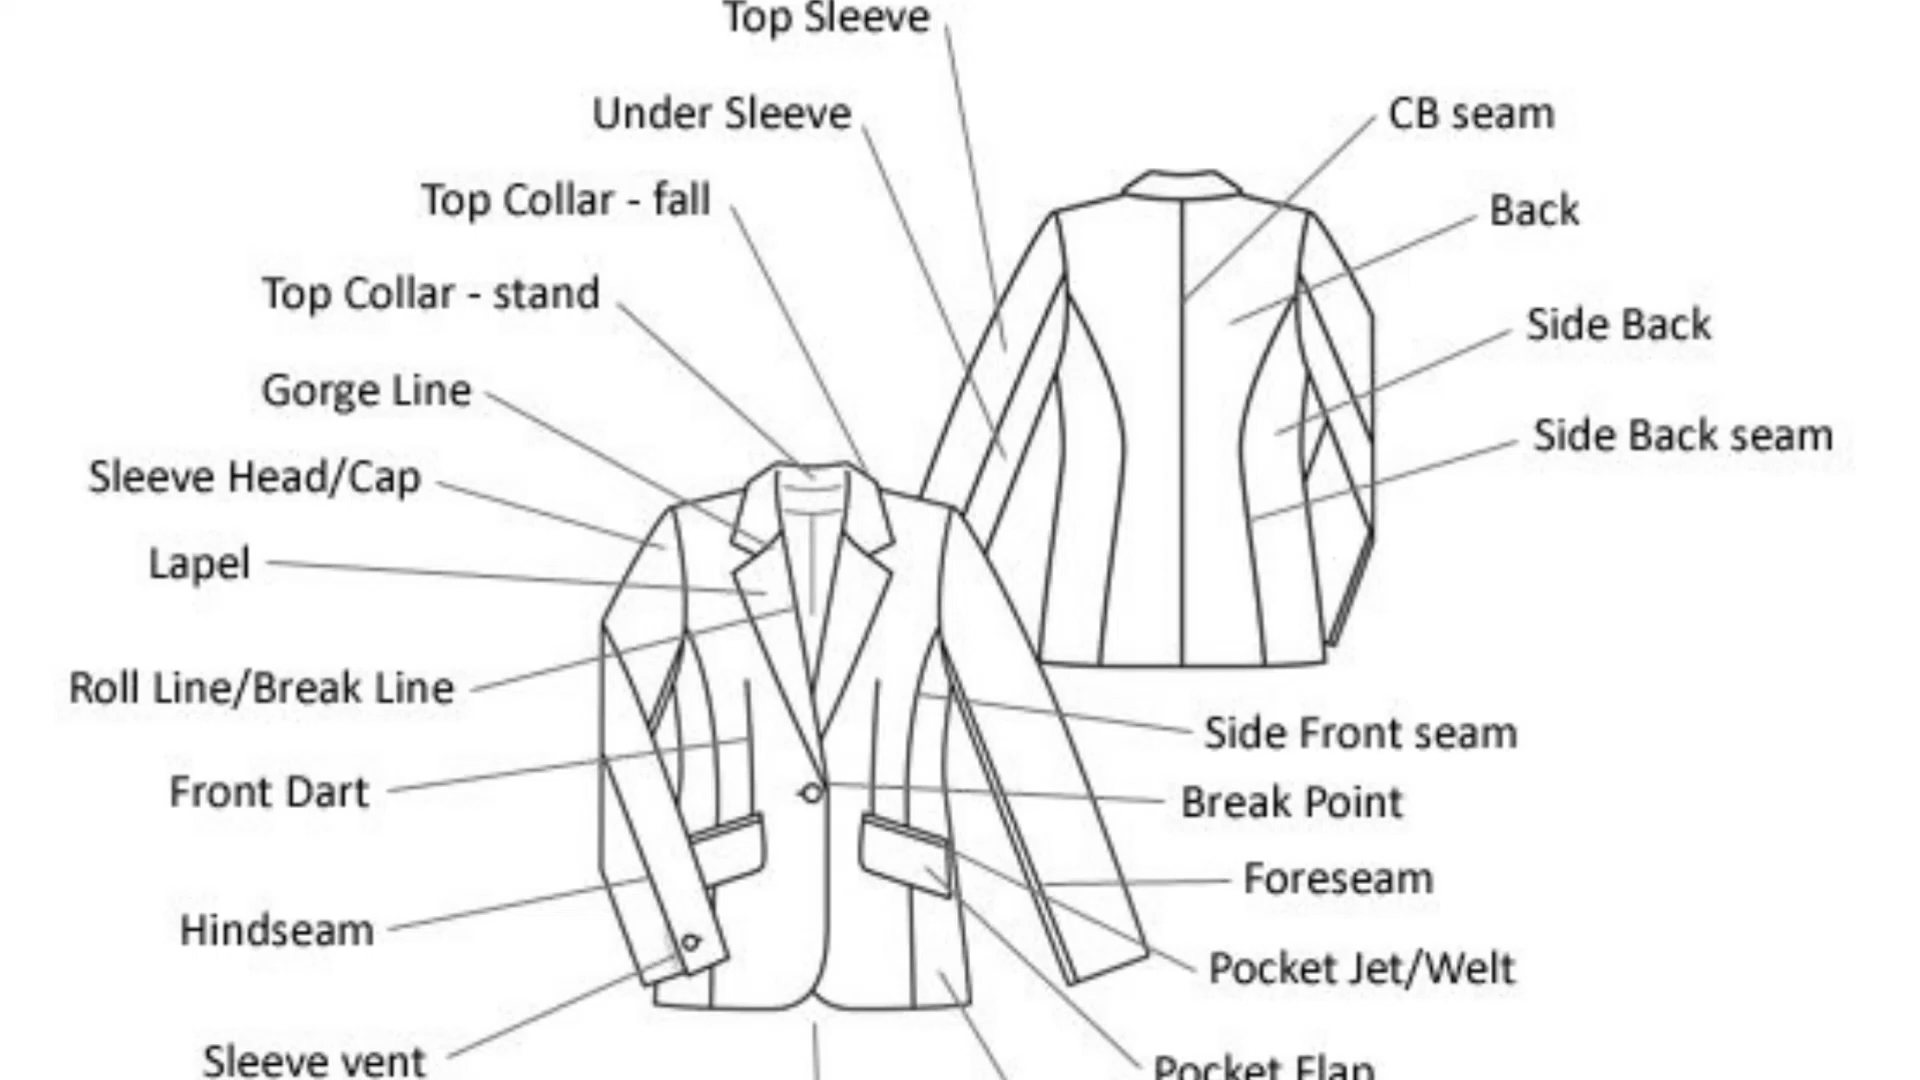 Top Sleeve
Under Sleeve
CB seam
Top Collar - fall
Back
Top Collar - stand
Side Back
Gorge Line
Side Back seam
Sleeve Head/Cap
Lapel
Roll Line/Break Line
Side Front seam
Front Dart
Break Point
Foreseam
Hindseam
Pocket Jet/Welt
Sleeve vent
Pocket Flap